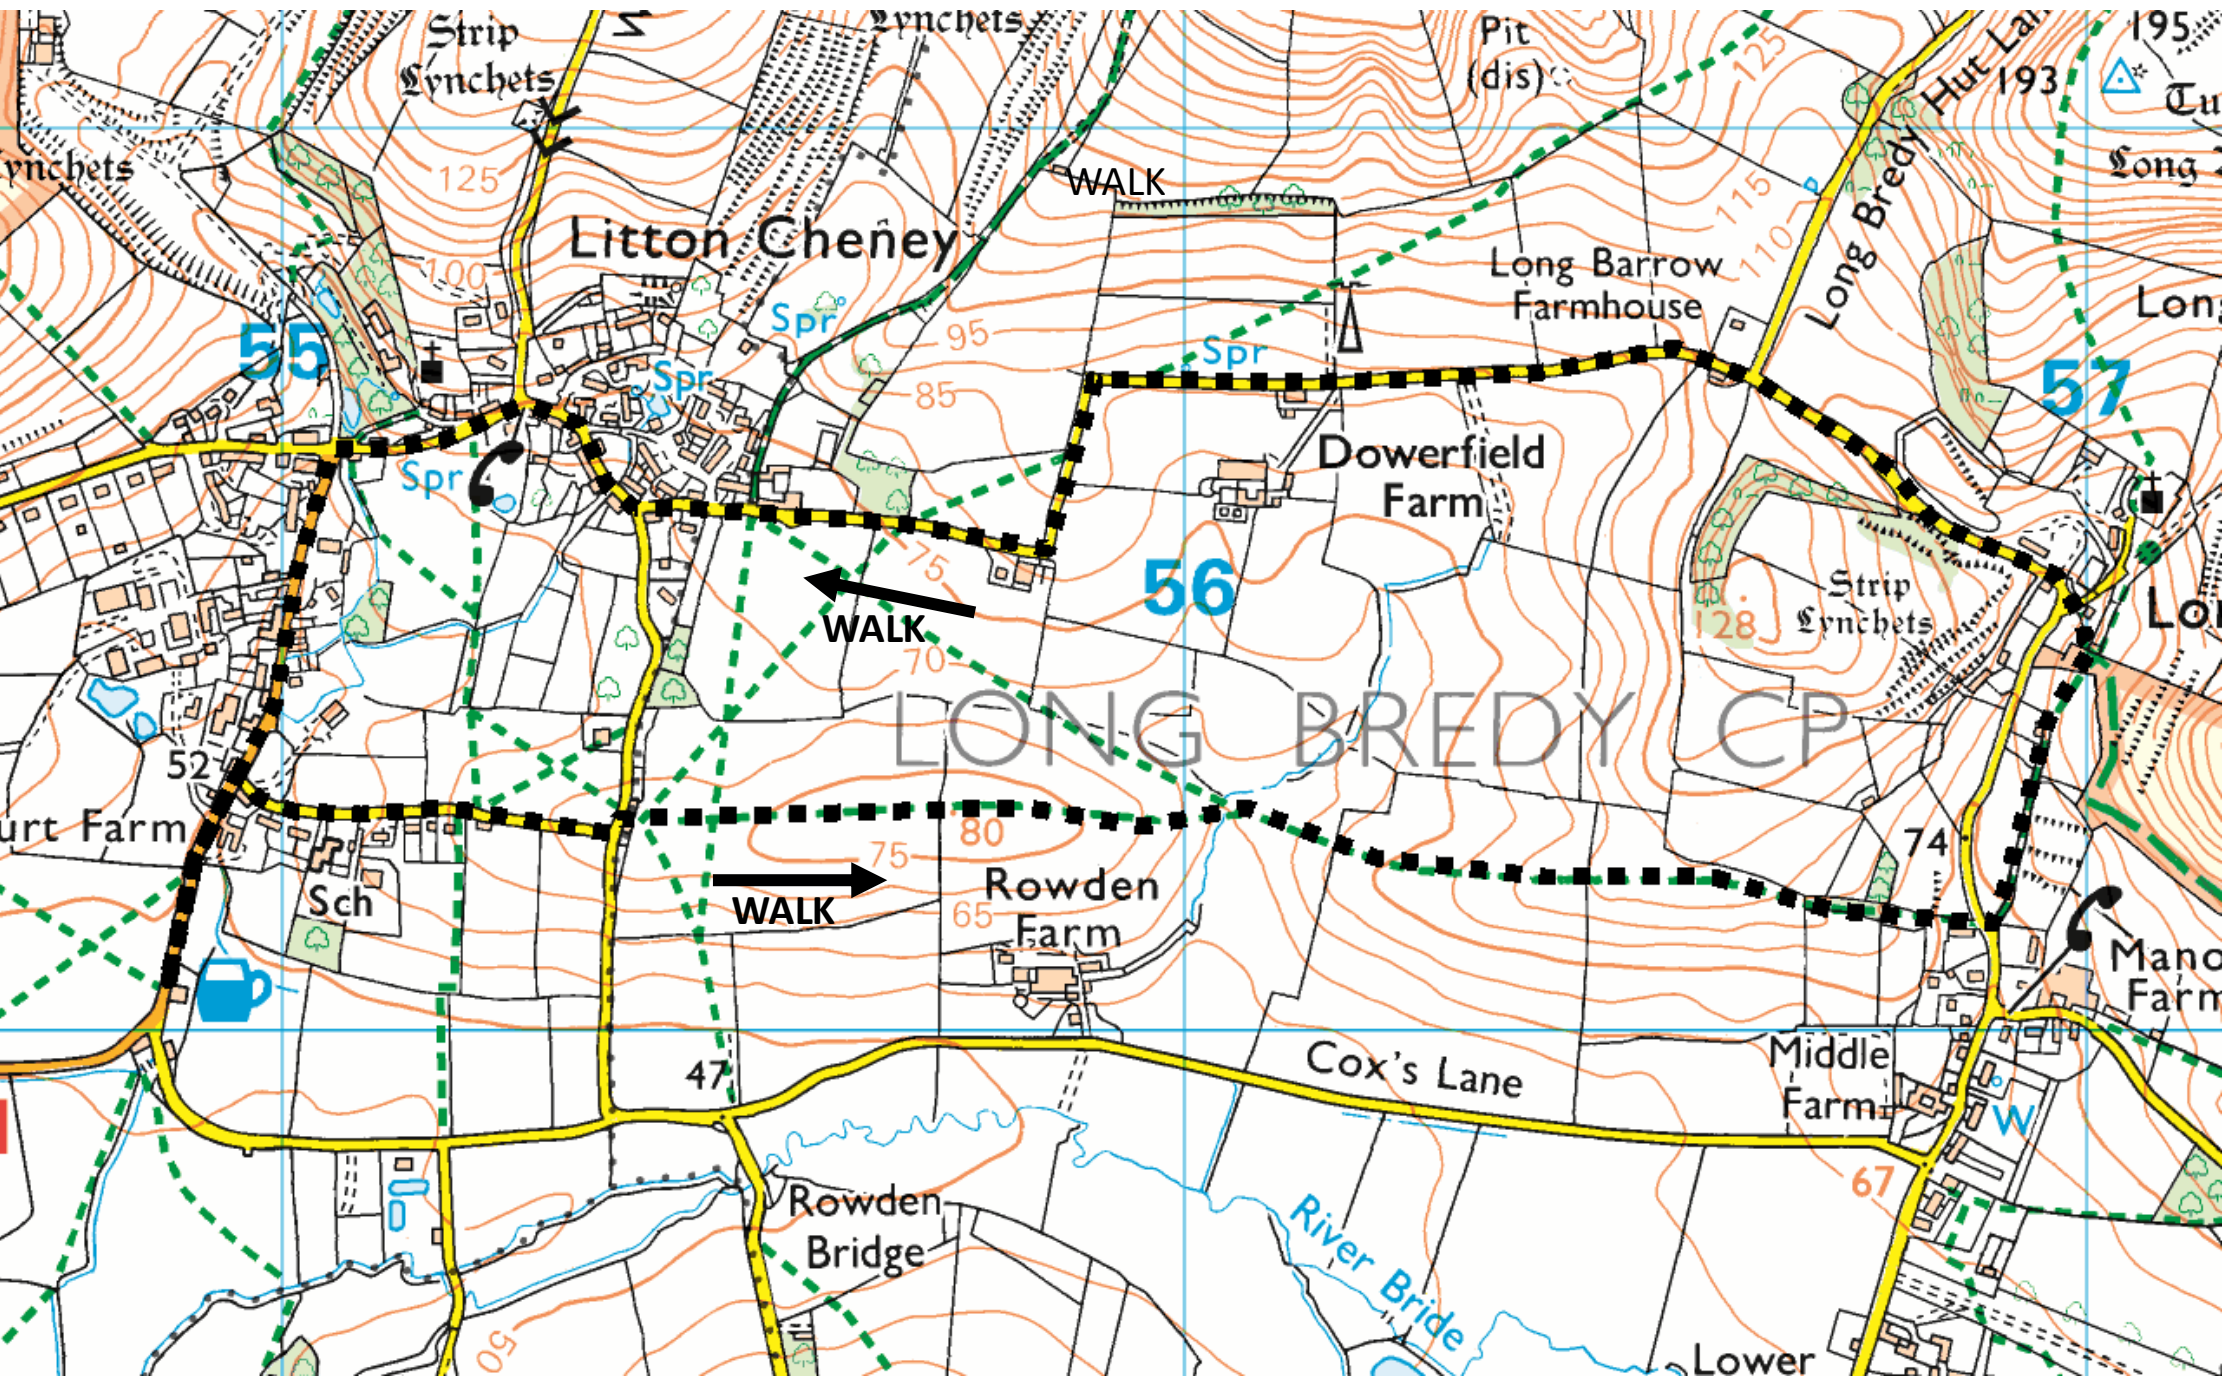 Strip
Lynchets
Lynchets
Pit
(dis)
125
195
193
Long Bredy Hut Lan
Tu
Long
ynchets
125
WALK
115
110
100
Litton Cheney
Long Barrow
Farmhouse
Long
Spr
95
Spr
55
Spr
57
85
Spr
Dowerfield
Farm
75
56
Strip
Lynchets
128
Lon
WALK
70
LONG BREDY CP
52
urt Farm
80
75
74
Sch
WALK
65
Rowden
Farm
Mano
Farm
47
Cox's Lane
Middle
Farm
W
67
Rowden
Bridge
River Bride
50
Lower